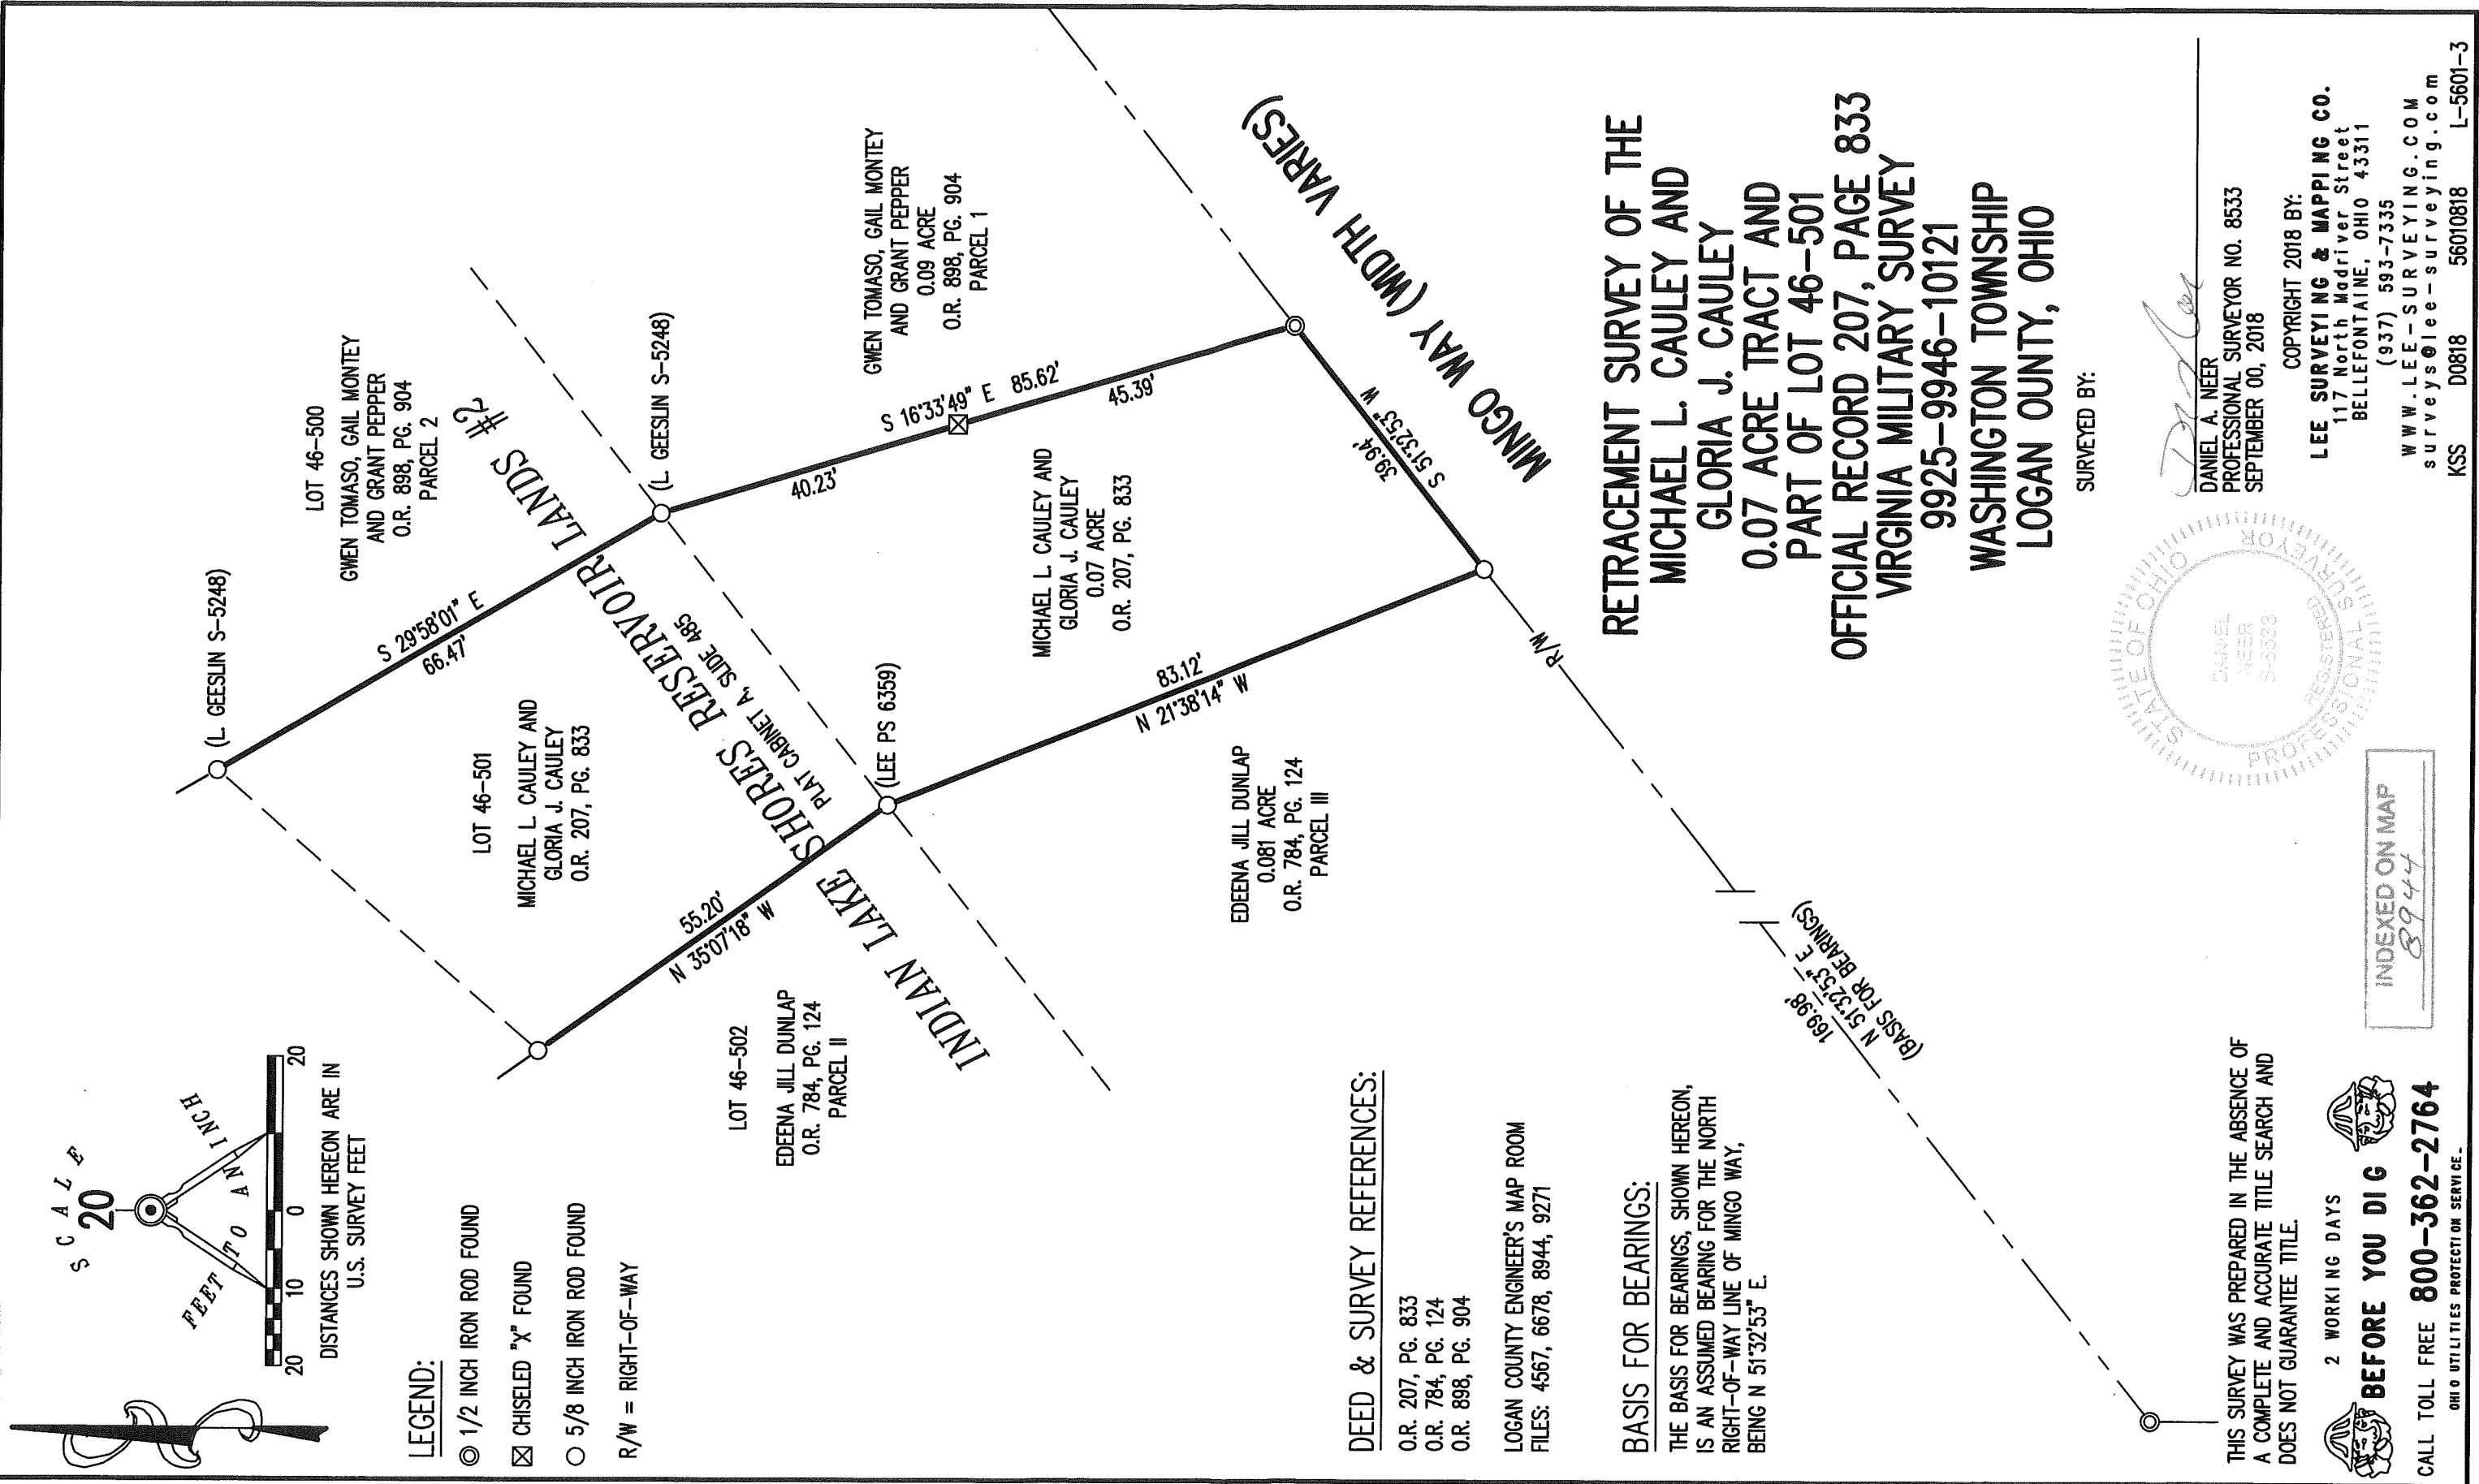 SCALE
20
FEET TO AN INCH
20 10 0 20
DISTANCES SHOWN HEREON ARE IN
U.S. SURVEY FEET
LEGEND:
1/2 INCH IRON ROD FOUND
CHISELED "X" FOUND
5/8 INCH IRON ROD FOUND
R/W = RIGHT-OF-WAY
LOT 46-500
GWEN TOMASO, GAIL MONTEY
AND GRANT PEPPER
O.R. 898, PG. 904
PARCEL 2
(L. GEESLIN S-5248)
S 29°58'01" E
66.47'
LOT 46-501
MICHAEL L. CAULEY AND
GLORIA J. CAULEY
O.R. 207, PG. 833
LOT 46-502
EDEENA JILL DUNLAP
O.R. 784, PG. 124
PARCEL II
55.20'
N 35°07'18" W
INDIAN LAKE SHORES RESERVOIR LANDS #2
PLAT CABINET A, SLIDE 485
(L. GEESLIN S-5248)
(LEE PS 6359)
GWEN TOMASO, GAIL MONTEY
AND GRANT PEPPER
0.09 ACRE
O.R. 898, PG. 904
PARCEL 1
S 16°33'49" E 85.62'
40.23'
45.39'
MICHAEL L. CAULEY AND
GLORIA J. CAULEY
0.07 ACRE
O.R. 207, PG. 833
83.12'
N 21°38'14" W
EDEENA JILL DUNLAP
0.081 ACRE
O.R. 784, PG. 124
PARCEL III
39.94'
S 51°32'53" W
MINGO WAY (WIDTH VARIES)
R/W
169.98'
N 51°32'53" E
(BASIS FOR BEARINGS)
DEED & SURVEY REFERENCES:
O.R. 207, PG. 833
O.R. 784, PG. 124
O.R. 898, PG. 904
LOGAN COUNTY ENGINEER'S MAP ROOM
FILES: 4567, 6678, 8944, 9271
BASIS FOR BEARINGS:
THE BASIS FOR BEARINGS, SHOWN HEREON,
IS AN ASSUMED BEARING FOR THE NORTH
RIGHT-OF-WAY LINE OF MINGO WAY,
BEING N 51°32'53" E.
RETRACEMENT SURVEY OF THE
MICHAEL L. CAULEY AND
GLORIA J. CAULEY
0.07 ACRE TRACT AND
PART OF LOT 46-501
OFFICIAL RECORD 207, PAGE 833
VIRGINIA MILITARY SURVEY
9925-9946-10121
WASHINGTON TOWNSHIP
LOGAN OUNTY, OHIO
SURVEYED BY:
DANIEL A. NEER
PROFESSIONAL SURVEYOR NO. 8533
SEPTEMBER 00, 2018
STATE OF OHIO
DANIEL
NEER
S-8533
REGISTERED
PROFESSIONAL SURVEYOR
COPYRIGHT 2018 BY:
LEE SURVEYING & MAPPING CO.
117 North Madriver Street
BELLEFONTAINE, OHIO 43311
(937) 593-7335
WWW.LEE-SURVEYING.COM
surveys@lee-surveying.com
KSS D0818 56010818 L-5601-3
INDEXED ON MAP
8944
THIS SURVEY WAS PREPARED IN THE ABSENCE OF
A COMPLETE AND ACCURATE TITLE SEARCH AND
DOES NOT GUARANTEE TITLE.
2 WORKING DAYS
BEFORE YOU DIG
CALL TOLL FREE 800-362-2764
OHIO UTILITIES PROTECTION SERVICE.